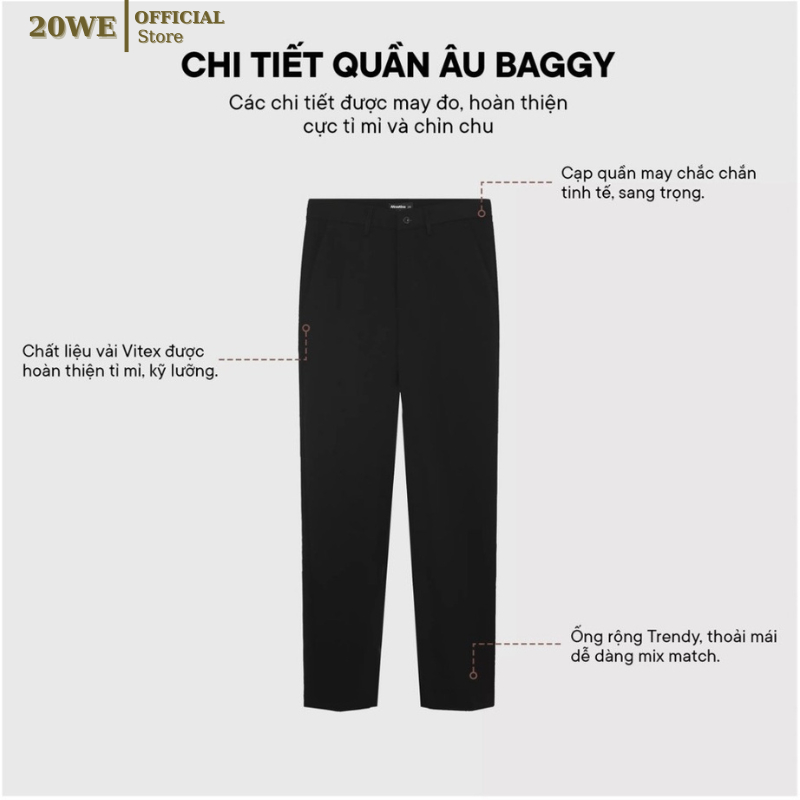 20WE
OFFICIAL
Store
CHI TIẾT QUẦN ÂU BAGGY
Các chi tiết được may đo, hoàn thiện
cực tỉ mỉ và chỉn chu
Cạp quần may chắc chắn
tinh tế, sang trọng.
Chất liệu vải Vitex được
hoàn thiện tỉ mỉ, kỹ lưỡng.
Ống rộng Trendy, thoải mái
dễ dàng mix match.